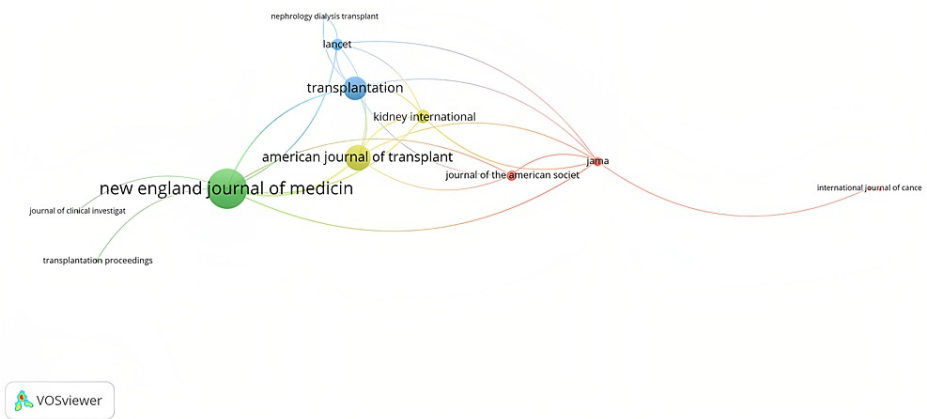 nephrology dialysis transplant
lancet
transplantation
kidney international
american journal of transplant
jama
journal of the american societ
new england journal of medicin
international journal of cance
journal of clinical investigat
transplantation proceedings
VOSviewer